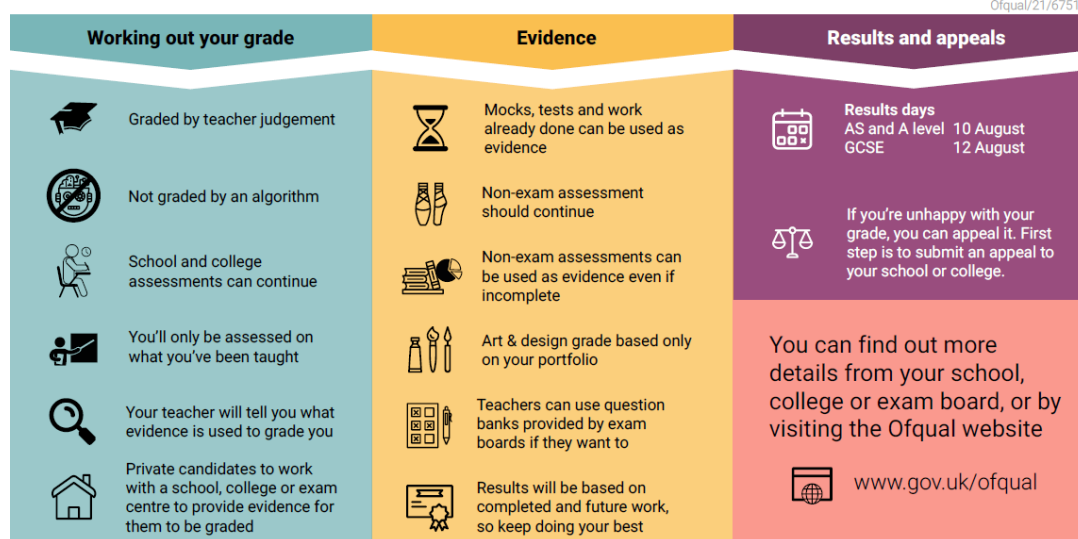 Ofqual/21/6751
Working out your grade
Graded by teacher judgement
Not graded by an algorithm
School and college
assessments can continue
You'll only be assessed on
what you've been taught
Your teacher will tell you what
evidence is used to grade you
Private candidates to work
with a school, college or exam
centre to provide evidence for
them to be graded
Evidence
Mocks, tests and work
already done can be used as
evidence
Non-exam assessment
should continue
Non-exam assessments can
be used as evidence even if
incomplete
Art & design grade based only
on your portfolio
Teachers can use question
banks provided by exam
boards if they want to
Results will be based on
completed and future work,
so keep doing your best
Results and appeals
Results days
AS and A level 10 August
GCSE 12 August
If you're unhappy with your
grade, you can appeal it. First
step is to submit an appeal to
your school or college.
You can find out more
details from your school,
college or exam board, or by
visiting the Ofqual website
www.gov.uk/ofqual